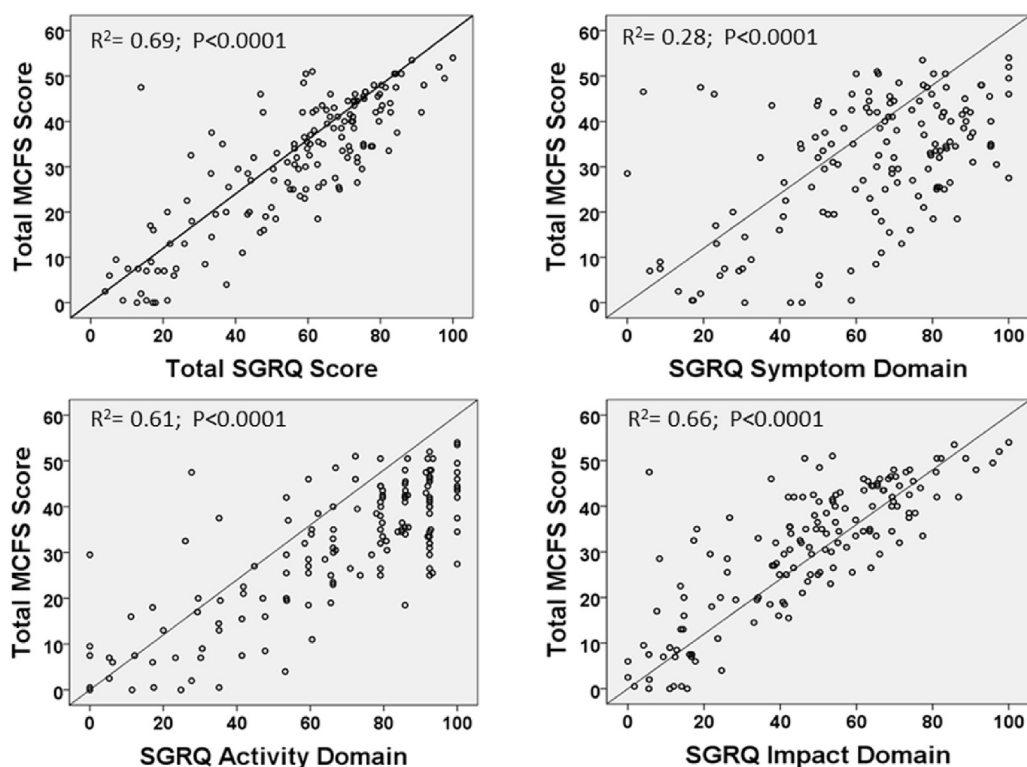 R²= 0.69; P<0.0001
Total MCFS Score
60
50
40
30
20
10
0
0 20 40 60 80 100
Total SGRQ Score
R²= 0.28; P<0.0001
Total MCFS Score
60
50
40
30
20
10
0
0 20 40 60 80 100
SGRQ Symptom Domain
R²= 0.61; P<0.0001
Total MCFS Score
60
50
40
30
20
10
0
0 20 40 60 80 100
SGRQ Activity Domain
R²= 0.66; P<0.0001
Total MCFS Score
60
50
40
30
20
10
0
0 20 40 60 80 100
SGRQ Impact Domain